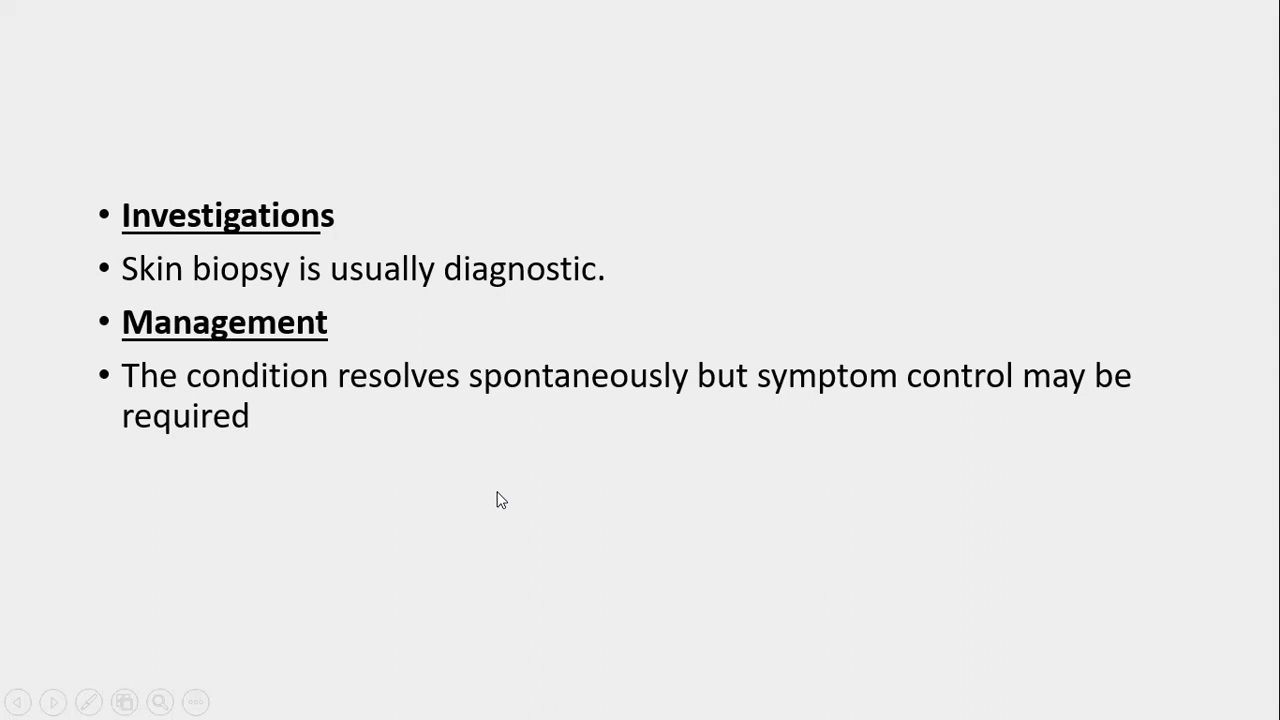 • Investigations
• Skin biopsy is usually diagnostic.
• Management
• The condition resolves spontaneously but symptom control may be
required